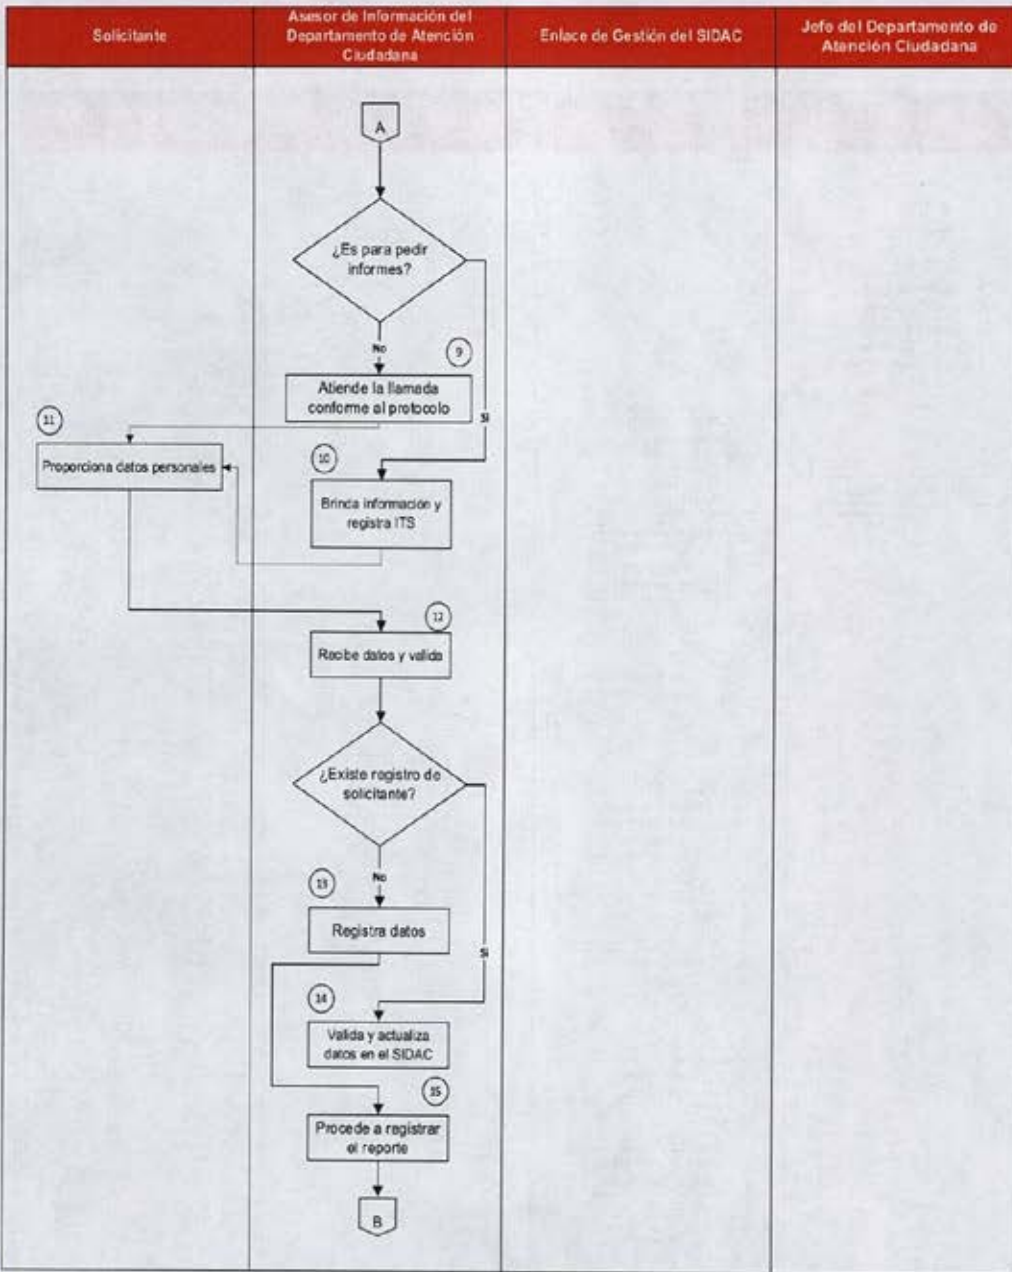 Solicitante
Asesor de Información del
Departamento de Atención
Ciudadana
Enlace de Gestión del SIDAC
Jefe del Departamento de
Atención Ciudadana
A
¿Es para pedir
informes?
No
9
Atiende la llamada
conforme al protocolo
Si
11
Proporciona datos personales
10
Brinda información y
registra ITS
12
Recibe datos y valida
¿Existe registro de
solicitante?
No
13
Registra datos
Si
14
Valida y actualiza
datos en el SIDAC
15
Procede a registrar
el reporte
B